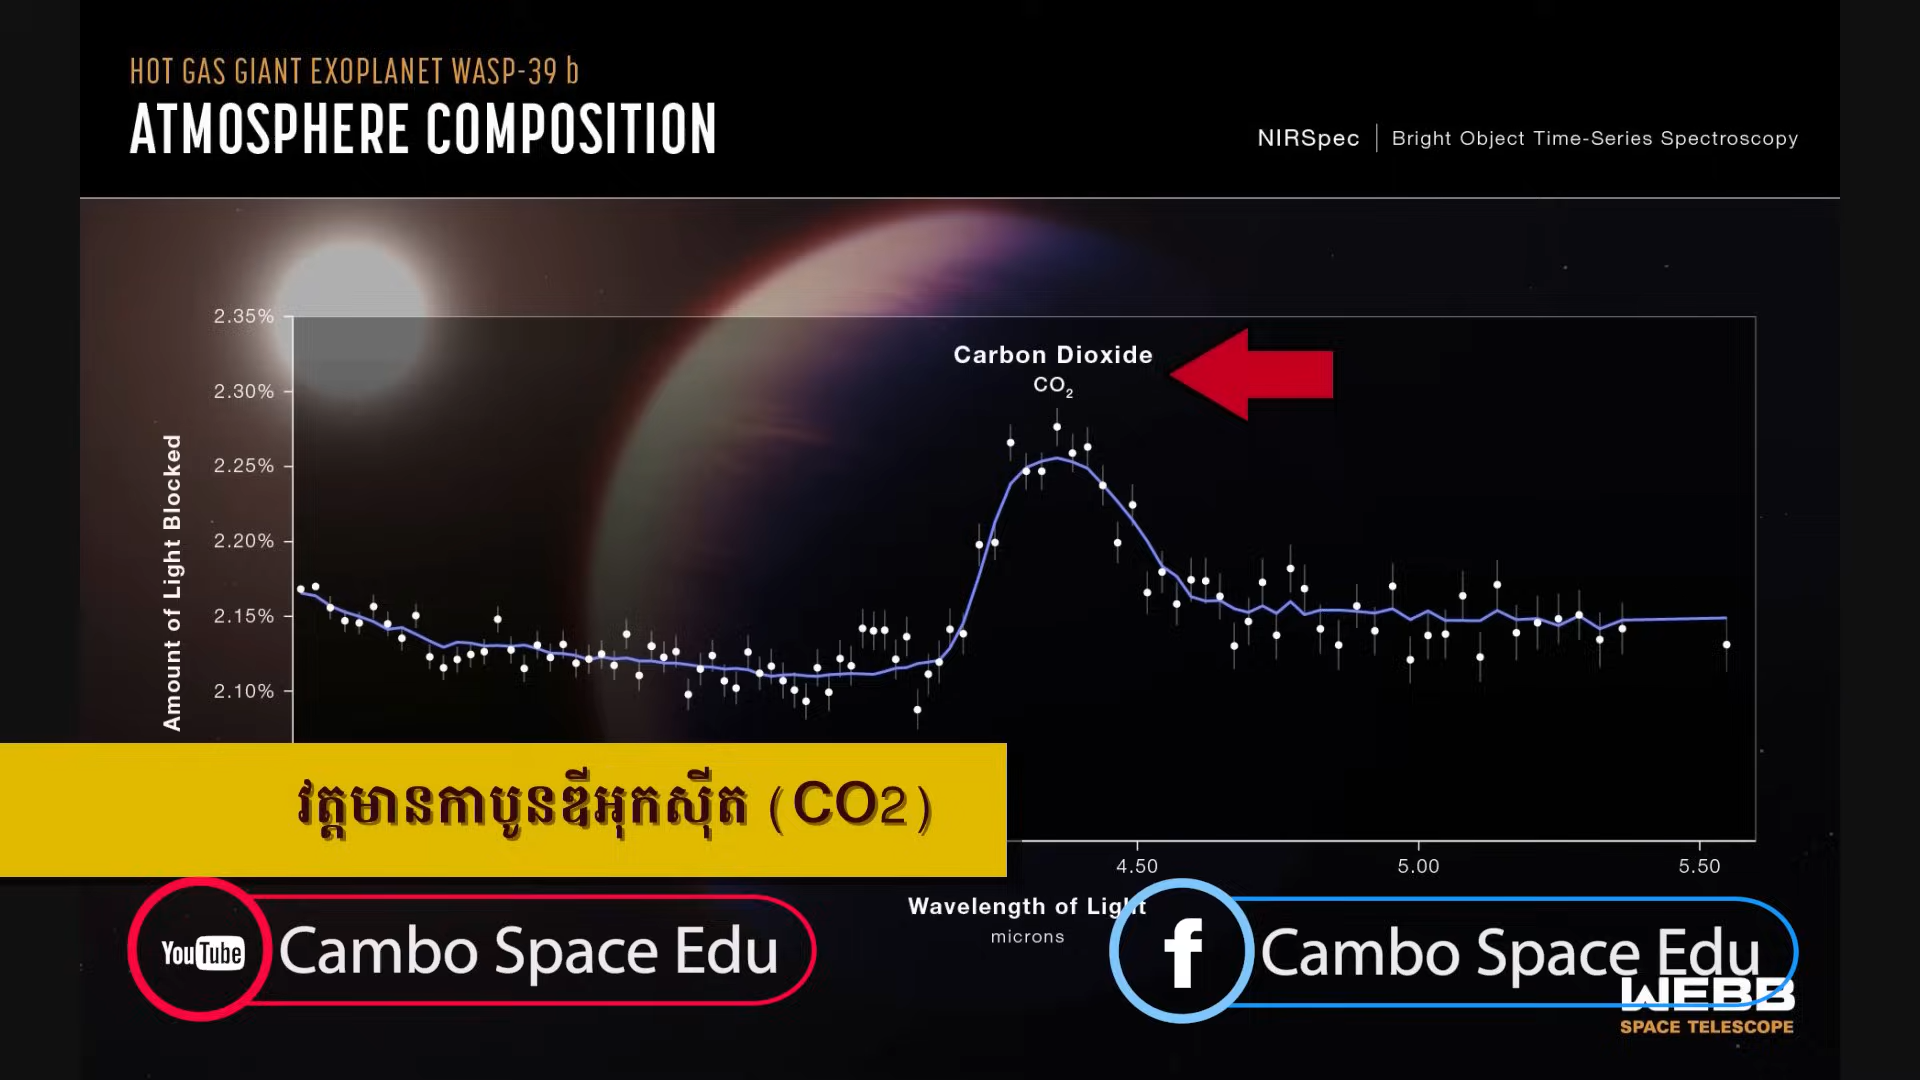 HOT GAS GIANT EXOPLANET WASP-39 b
ATMOSPHERE COMPOSITION
NIRSpec | Bright Object Time-Series Spectroscopy
2.35%
Carbon Dioxide
CO₂
2.30%
2.25%
2.20%
2.15%
2.10%
Amount of Light Blocked
វត្តមានកាបូនឌីអុកស៊ីត (CO2)
4.50
5.00
5.50
Wavelength of Light
microns
YouTube Cambo Space Edu
f Cambo Space Edu
WEBB
SPACE TELESCOPE